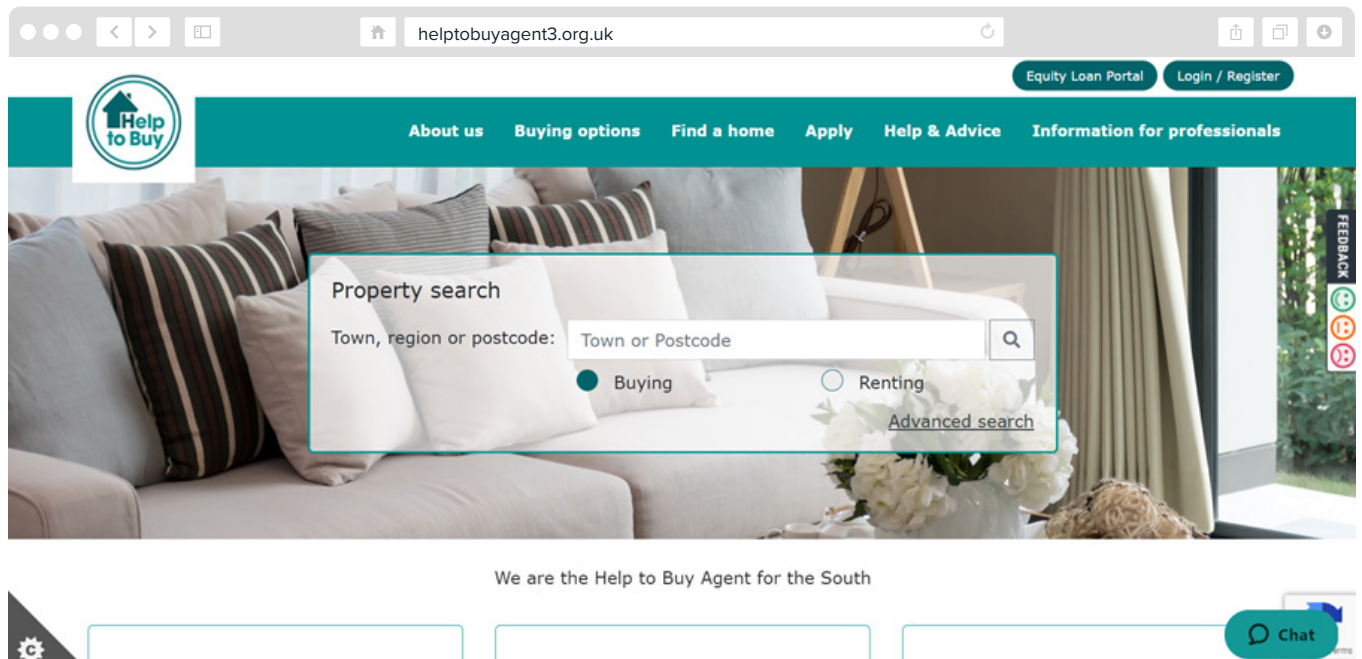 helptobuyagent3.org.uk
Equity Loan Portal
Login / Register
Help
to Buy
About us
Buying options
Find a home
Apply
Help & Advice
Information for professionals
FEEDBACK
Property search
Town, region or postcode:
Town or Postcode
Buying
Renting
Advanced search
We are the Help to Buy Agent for the South
C
Chat